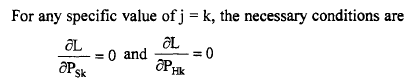 For any specific value of j = k, the necessary conditions are
∂L/∂P_Sk = 0 and ∂L/∂P_Hk = 0